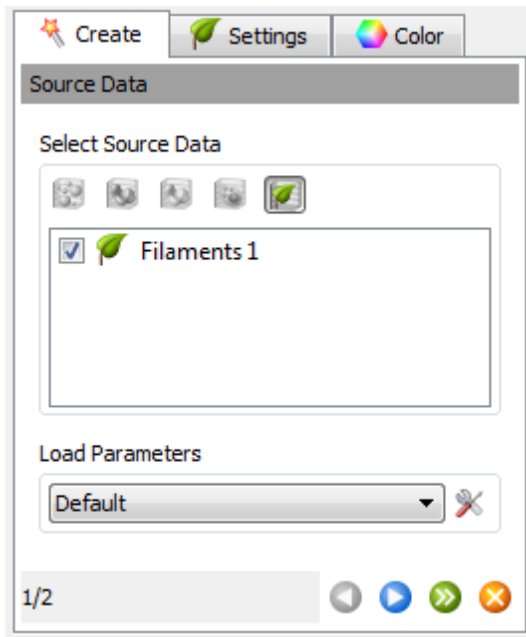 Create Settings Color
Source Data
Select Source Data
Filaments 1
Load Parameters
Default
1/2